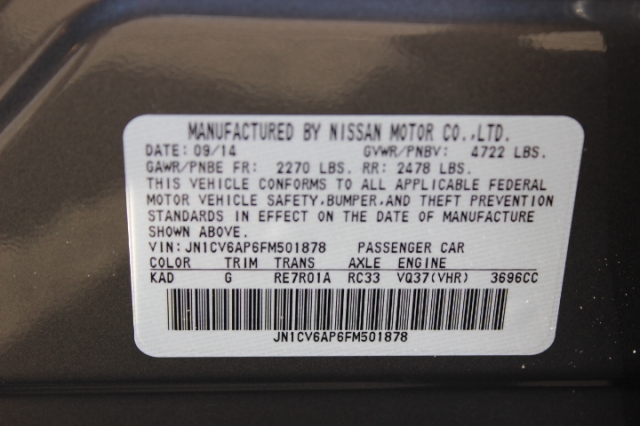 MANUFACTURED BY NISSAN MOTOR CO.,LTD.
DATE: 09/14 GVWR/PNBV: 4722 LBS.
GAWR/PNBE FR: 2270 LBS. RR: 2478 LBS.
THIS VEHICLE CONFORMS TO ALL APPLICABLE FEDERAL
MOTOR VEHICLE SAFETY,BUMPER,AND THEFT PREVENTION
STANDARDS IN EFFECT ON THE DATE OF MANUFACTURE
SHOWN ABOVE.
VIN: JN1CV6AP6FM501878 PASSENGER CAR
COLOR TRIM TRANS AXLE ENGINE
KAD G RE7R01A RC33 VQ37(VHR) 3696CC
JN1CV6AP6FM501878